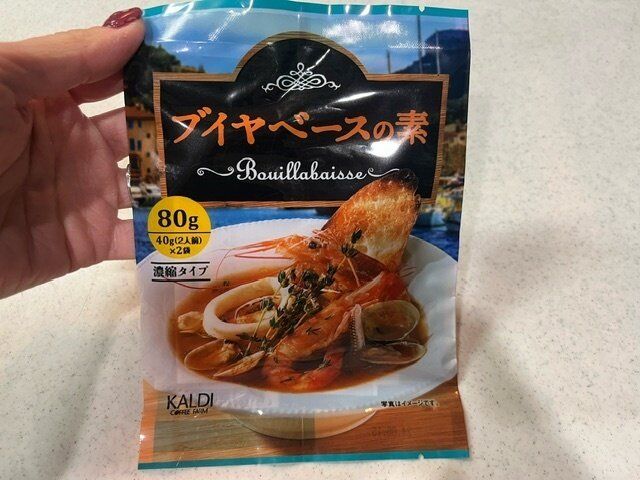 ブイヤベースの素
Bouillabaisse
80g
40g(2人前)
×2袋
濃縮タイプ
KALDI
COFFEE FARM
写真はイメージです。